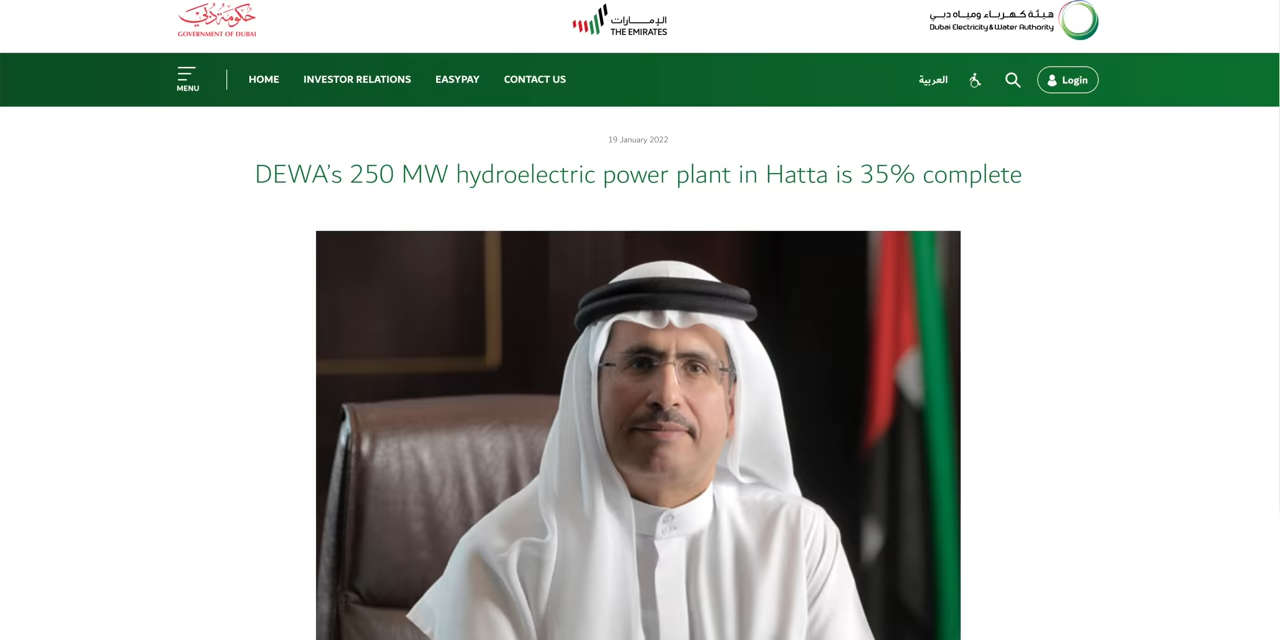 حكومة دبي
GOVERNMENT OF DUBAI
الإمــــارات
THE EMIRATES
هيئة كهرباء ومياه دبي
Dubai Electricity & Water Authority
MENU
HOME
INVESTOR RELATIONS
EASYPAY
CONTACT US
العربية
Login
19 January 2022
DEWA's 250 MW hydroelectric power plant in Hatta is 35% complete